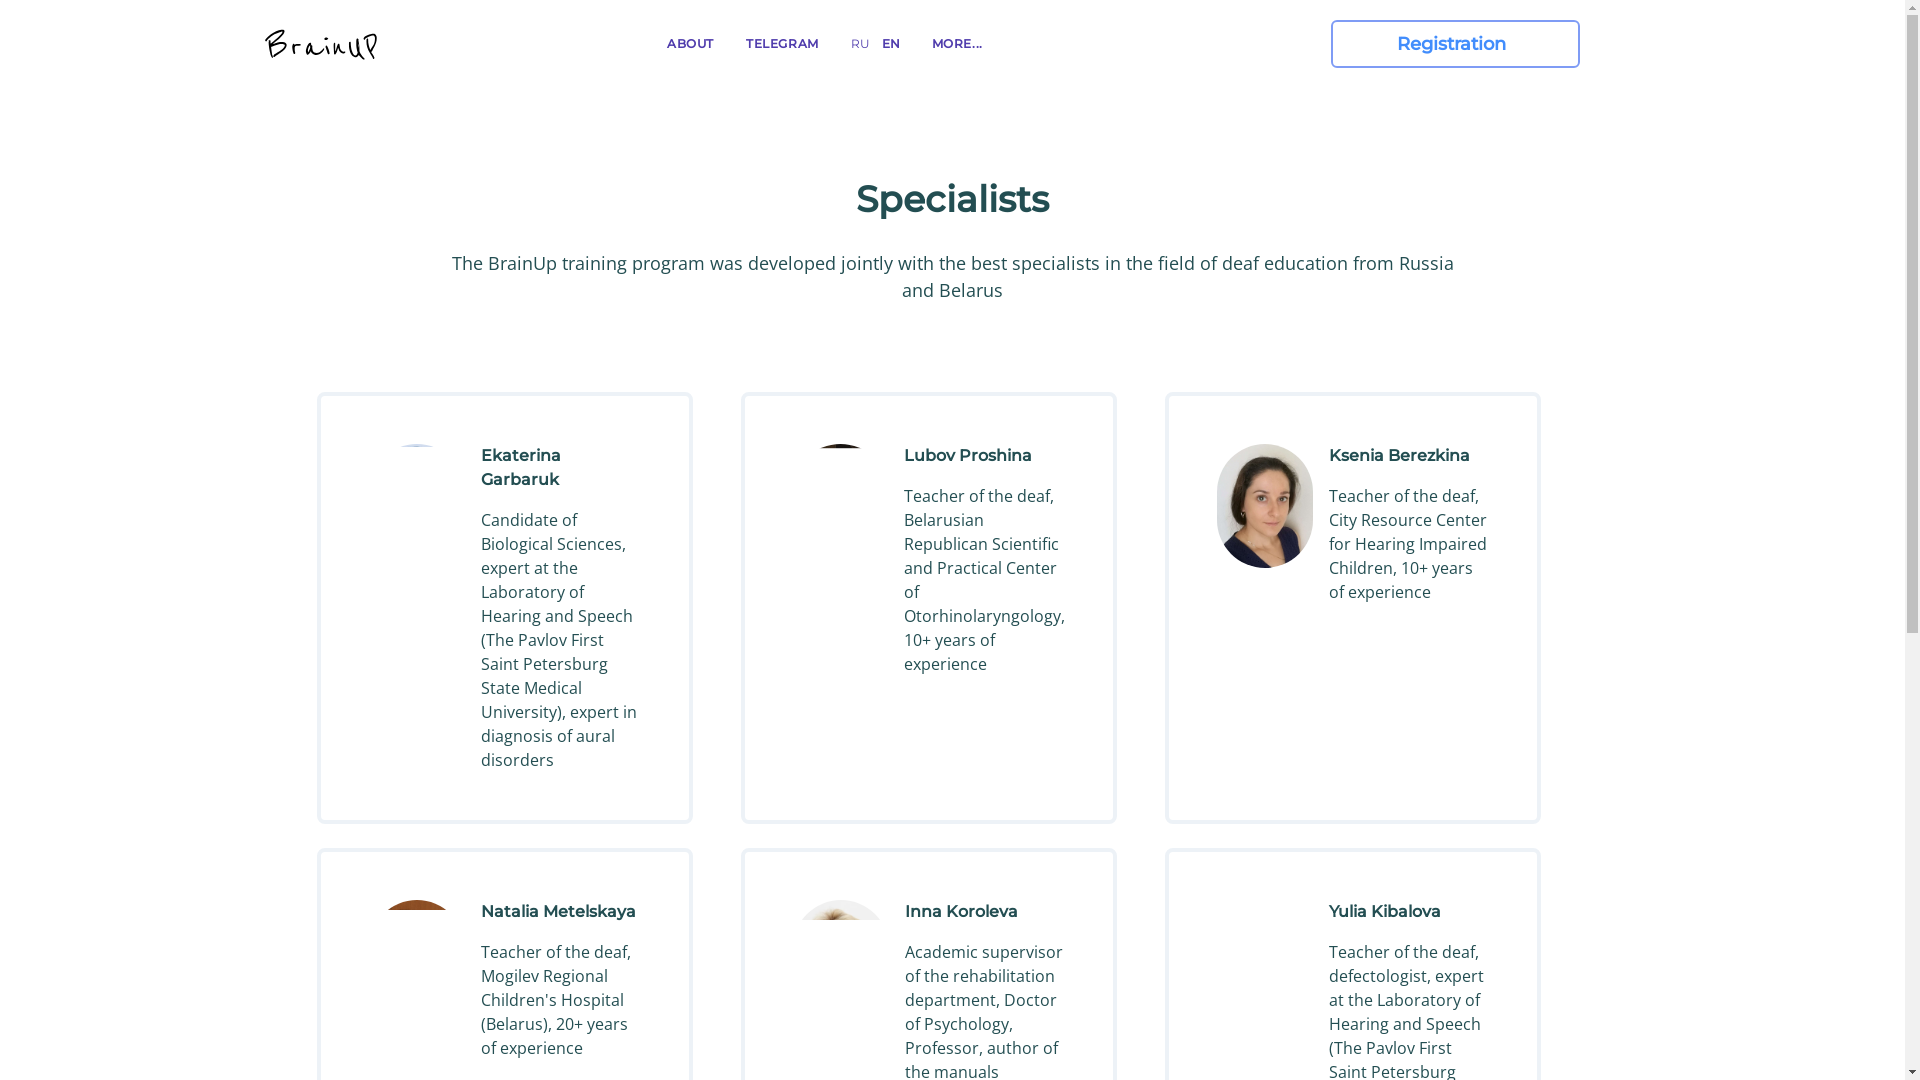 BrainUP
ABOUT
TELEGRAM
RU
EN
MORE...
Registration
Specialists
The BrainUp training program was developed jointly with the best specialists in the field of deaf education from Russia
and Belarus
Ekaterina
Garbaruk
Candidate of
Biological Sciences,
expert at the
Laboratory of
Hearing and Speech
(The Pavlov First
Saint Petersburg
State Medical
University), expert in
diagnosis of aural
disorders
Lubov Proshina
Teacher of the deaf,
Belarusian
Republican Scientific
and Practical Center
of
Otorhinolaryngology,
10+ years of
experience
Ksenia Berezkina
Teacher of the deaf,
City Resource Center
for Hearing Impaired
Children, 10+ years
of experience
Natalia Metelskaya
Teacher of the deaf,
Mogilev Regional
Children's Hospital
(Belarus), 20+ years
of experience
Inna Koroleva
Academic supervisor
of the rehabilitation
department, Doctor
of Psychology,
Professor, author of
the manuals
Yulia Kibalova
Teacher of the deaf,
defectologist, expert
at the Laboratory of
Hearing and Speech
(The Pavlov First
Saint Petersburg